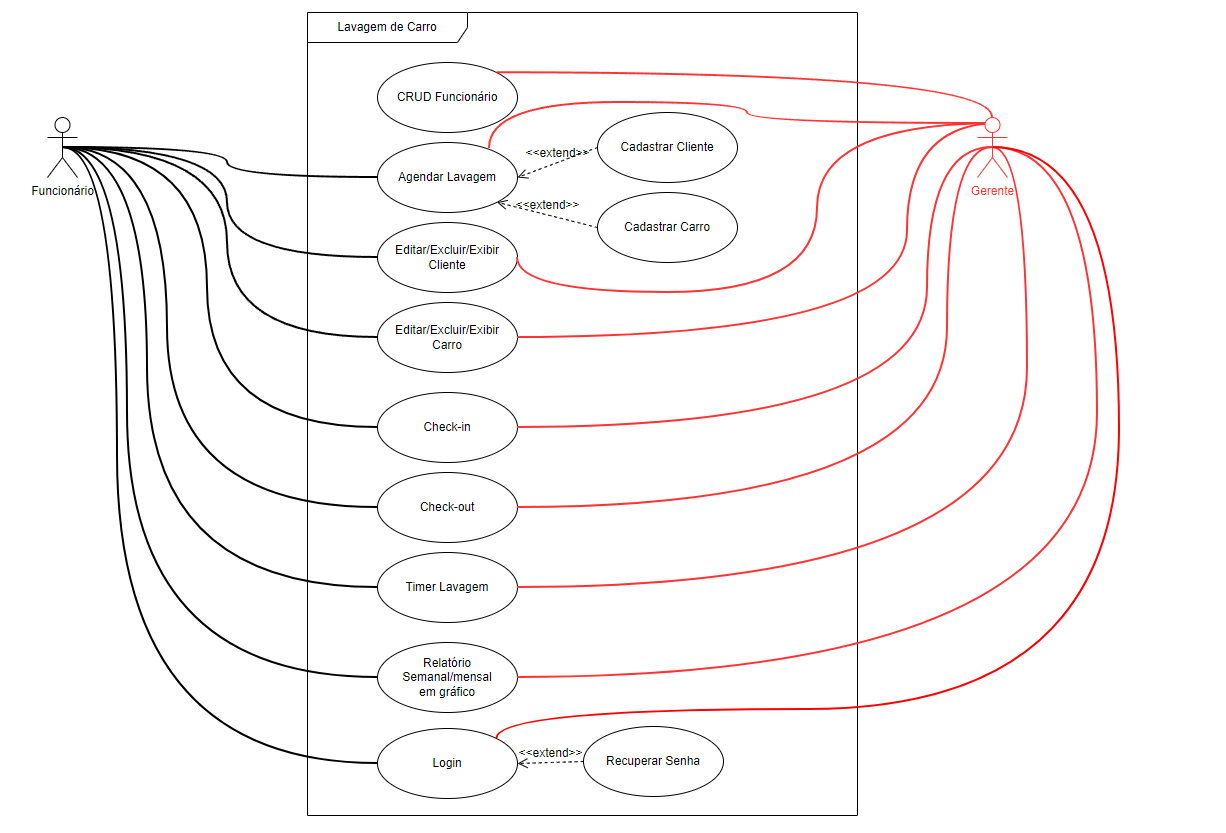 Lavagem de Carro
CRUD Funcionário
Cadastrar Cliente
<<extend>>
Agendar Lavagem
Funcionário
Gerente
<<extend>>
Cadastrar Carro
Editar/Excluir/Exibir
Cliente
Editar/Excluir/Exibir
Carro
Check-in
Check-out
Timer Lavagem
Relatório
Semanal/mensal
em gráfico
<<extend>>
Login
Recuperar Senha